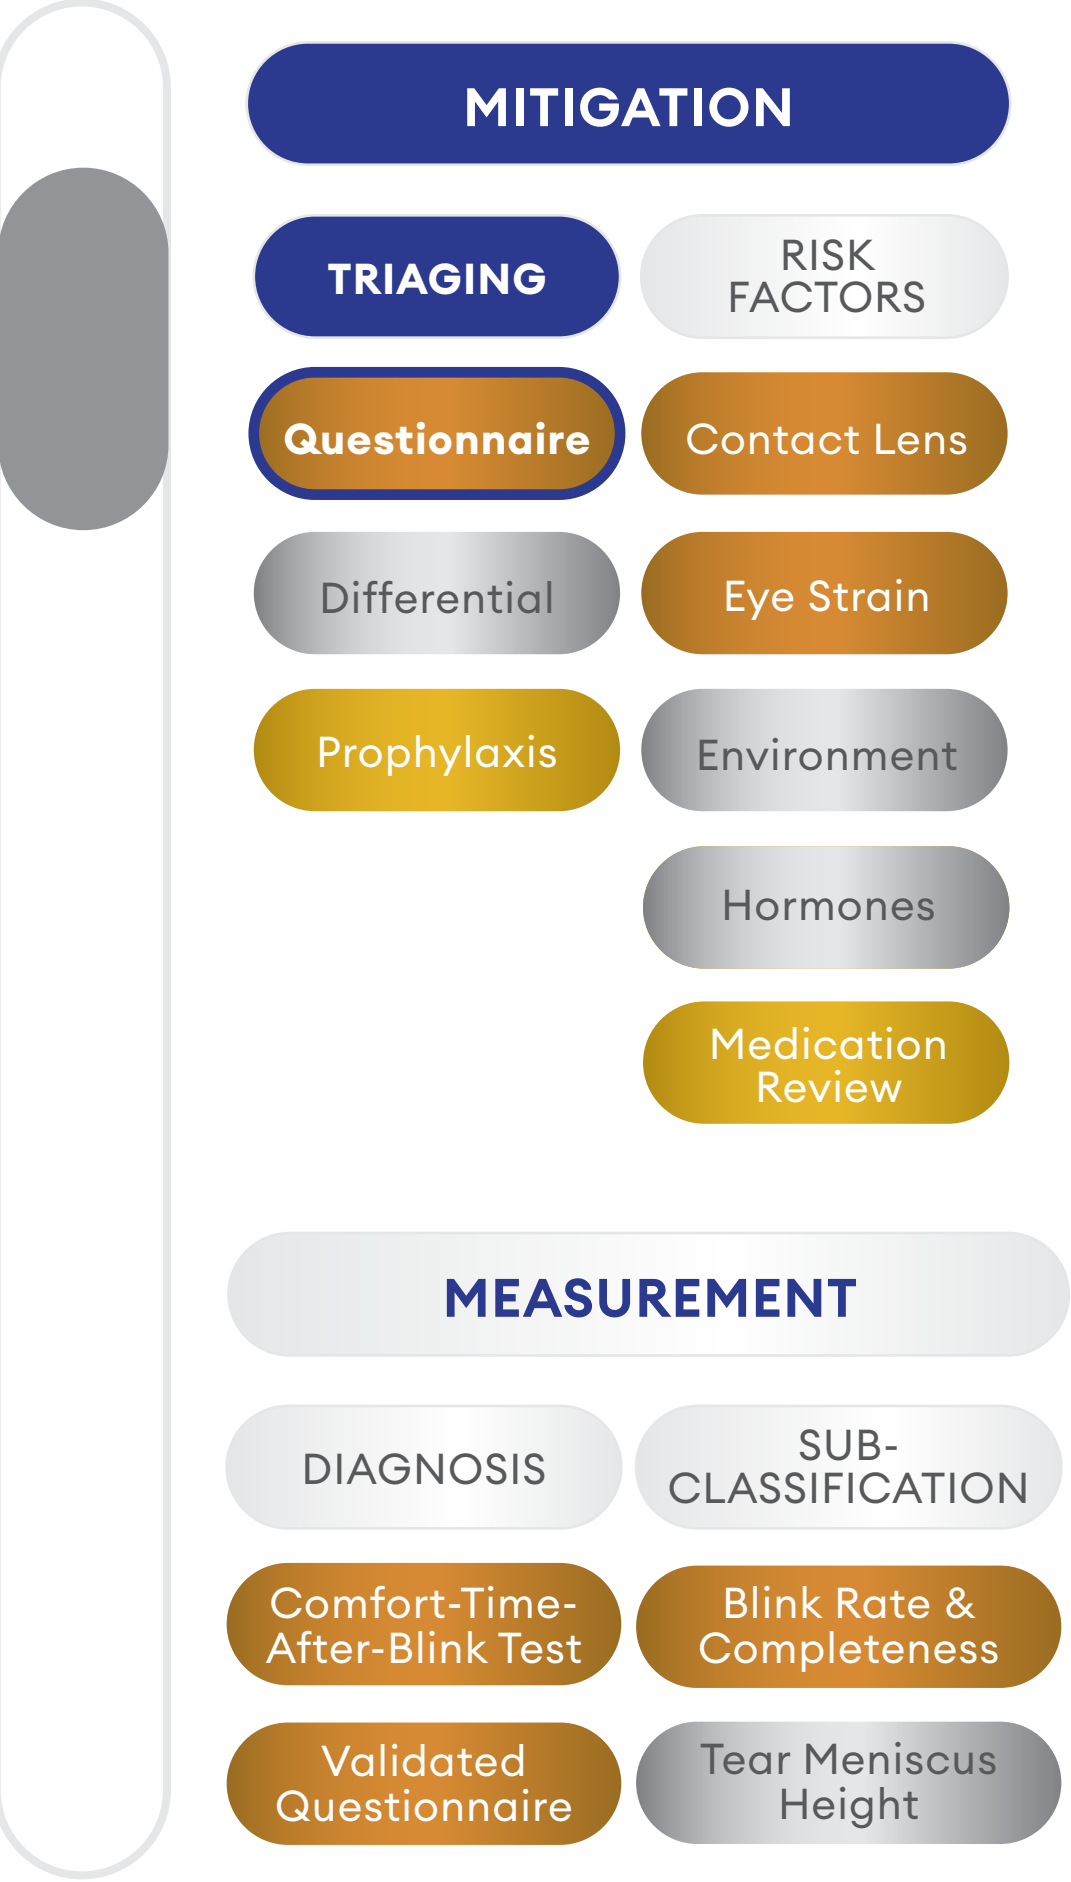 MITIGATION
TRIAGING
RISK
FACTORS
Questionnaire
Contact Lens
Differential
Eye Strain
Prophylaxis
Environment
Hormones
Medication
Review
MEASUREMENT
DIAGNOSIS
SUB-
CLASSIFICATION
Comfort-Time-
After-Blink Test
Blink Rate &
Completeness
Validated
Questionnaire
Tear Meniscus
Height